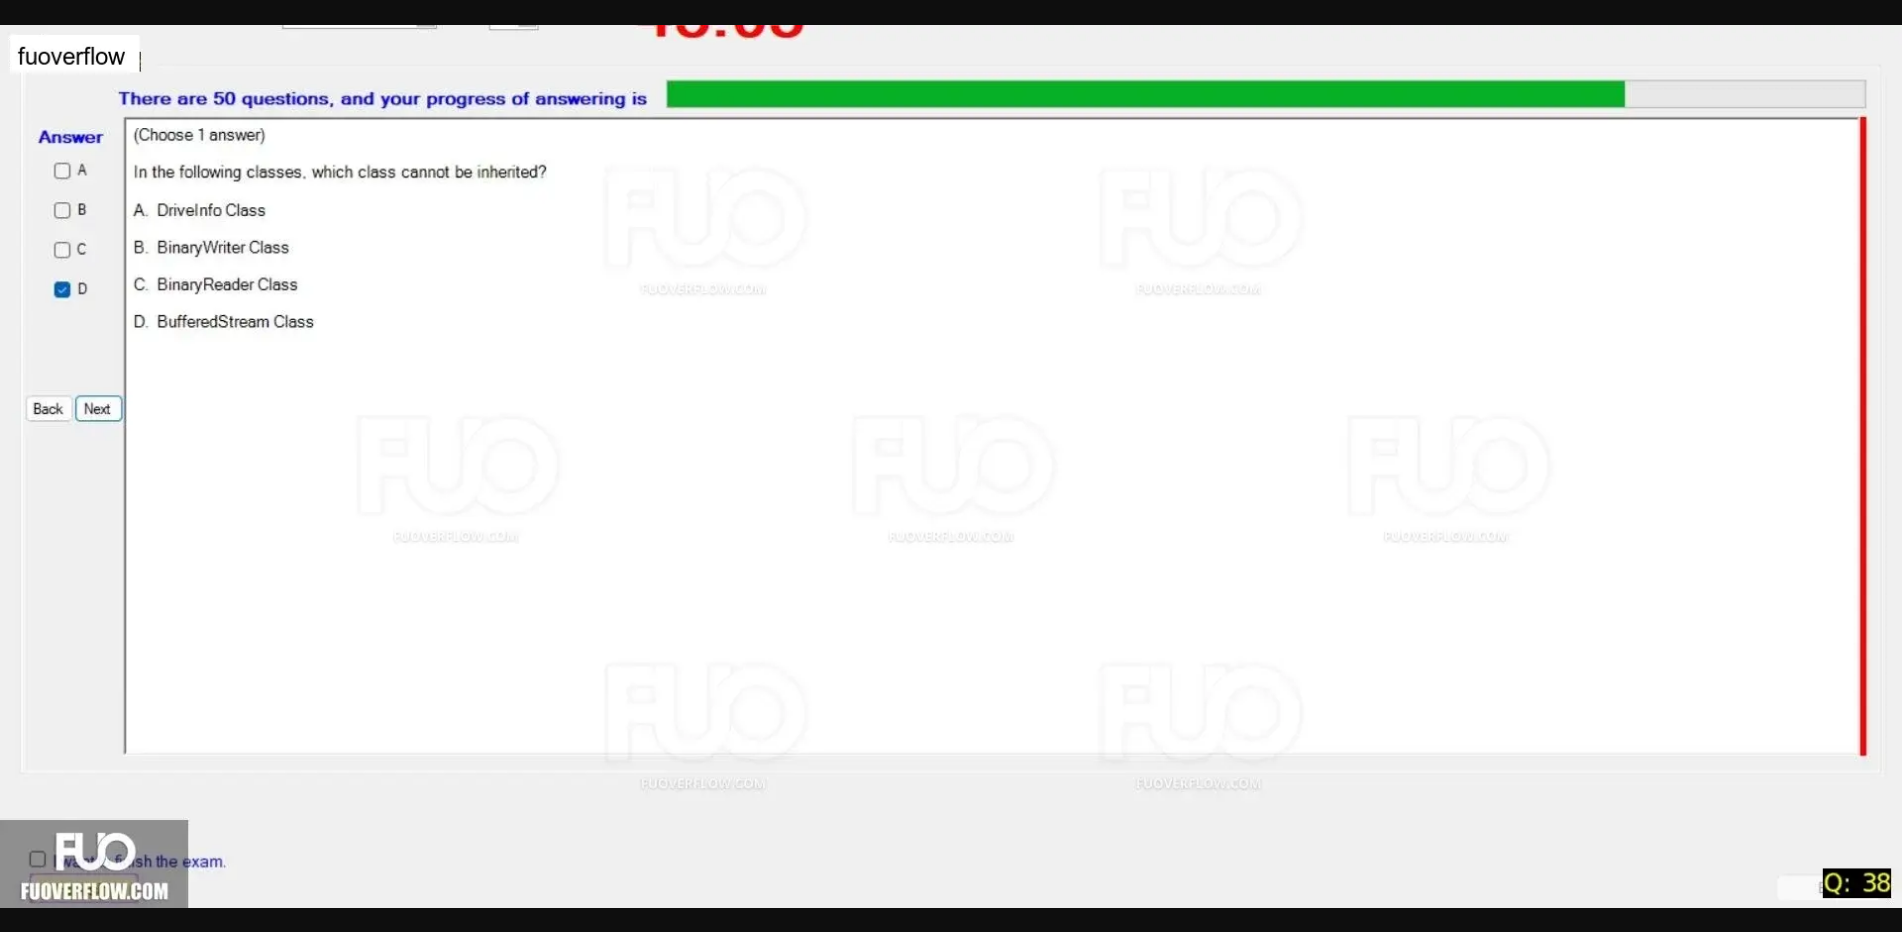 fuoverflow
There are 50 questions, and your progress of answering is
Answer
(Choose 1 answer)
A
In the following classes, which class cannot be inherited?
B
A. DriveInfo Class
C
B. BinaryWriter Class
D
C. BinaryReader Class
D. BufferedStream Class
Back Next
FUO
FUOVERFLOW.COM
FUO
FUOVERFLOW.COM
FUO
FUOVERFLOW.COM
FUO
FUOVERFLOW.COM
FUO
FUOVERFLOW.COM
FUO
FUOVERFLOW.COM
FUO
FUOVERFLOW.COM
FUO
the exam.
FUOVERFLOW.COM
Q: 38